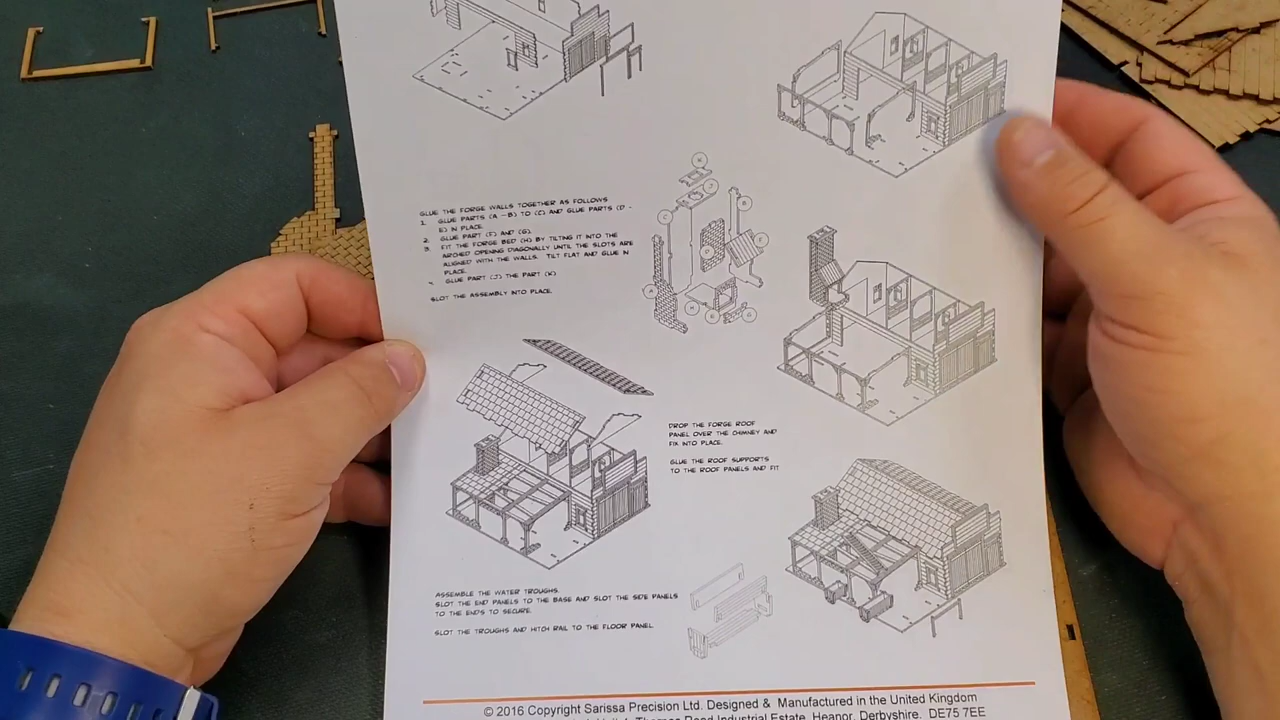 GLUE THE FORGE WALLS TOGETHER AS FOLLOWS
1. GLUE PARTS (A - B) TO (C) AND GLUE PARTS (D -
E) IN PLACE.
2. GLUE PART (F) AND (G).
3. FIT THE FORGE BED (H) BY TILTING IT INTO THE
ARCHED OPENING DIAGONALLY UNTIL THE SLOTS ARE
ALIGNED WITH THE WALLS. TILT FLAT AND GLUE IN
PLACE.
GLUE PART (J) THE PART (K)
SLOT THE ASSEMBLY INTO PLACE.
DROP THE FORGE ROOF
PANEL OVER THE CHIMNEY AND
FIX INTO PLACE.
GLUE THE ROOF SUPPORTS
TO THE ROOF PANELS AND FIT
ASSEMBLE THE WATER TROUGHS.
SLOT THE END PANELS TO THE BASE AND SLOT THE SIDE PANELS
TO THE ENDS TO SECURE.
SLOT THE TROUGHS AND HITCH RAIL TO THE FLOOR PANEL
© 2016 Copyright Sarissa Precision Ltd. Designed & Manufactured in the United Kingdom
Road Industrial Estate, Heanor, Derbyshire. DE75 7EE